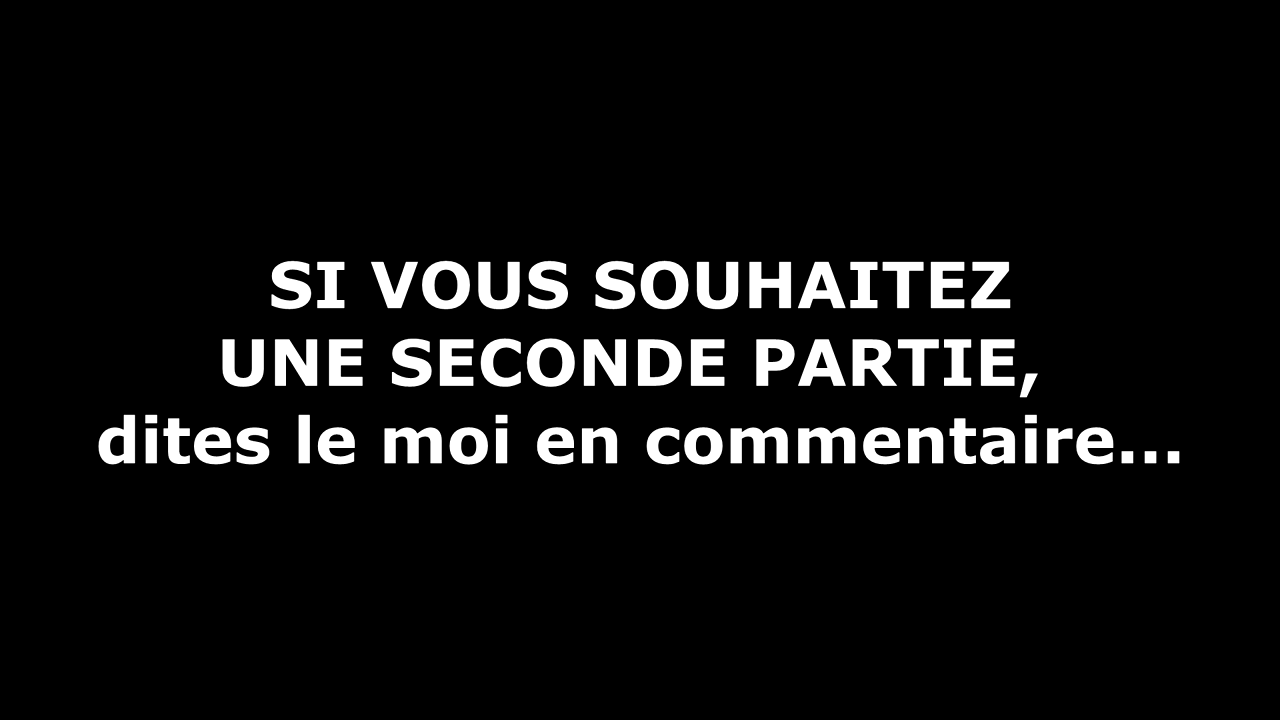 SI VOUS SOUHAITEZ
UNE SECONDE PARTIE,
dites le moi en commentaire...